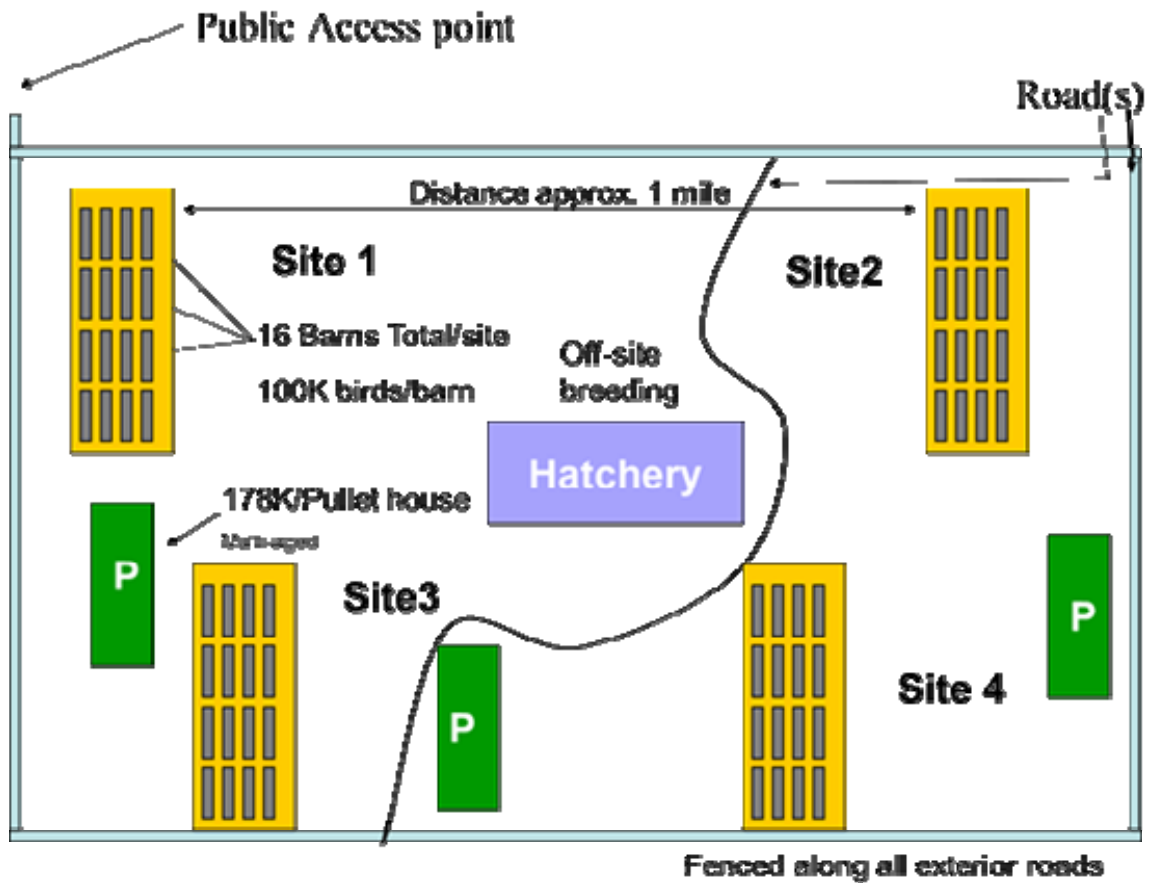 Public Access point
Road(s)
Distance approx. 1 mile
Site 1
Site2
16 Barns Total/site
Off-site
breeding
100K birds/barn
Hatchery
178K/Pullet house
P
Site3
P
Site 4
P
Fenced along all exterior roads